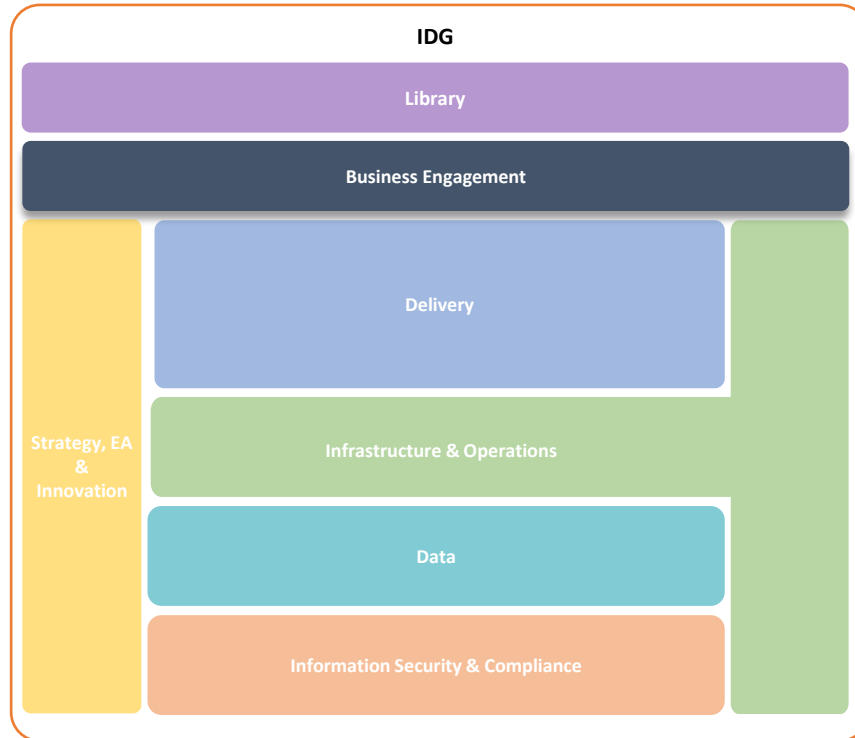 IDG
Library
Business Engagement
Delivery
Strategy, EA
&
Innovation
Infrastructure & Operations
Data
Information Security & Compliance